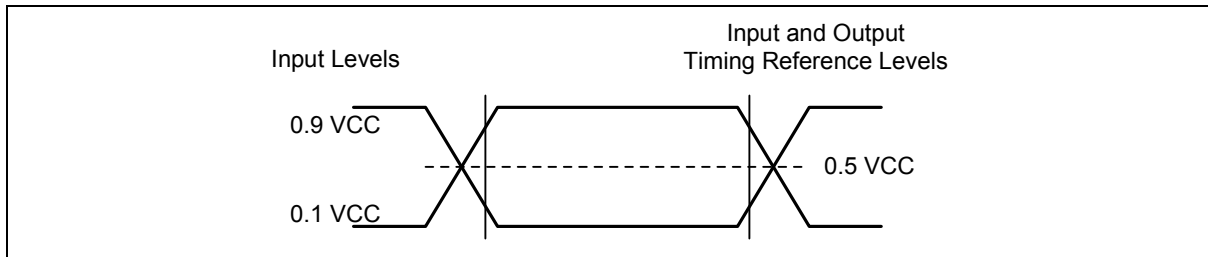 Input Levels
Input and Output
Timing Reference Levels
0.9 VCC
0.5 VCC
0.1 VCC